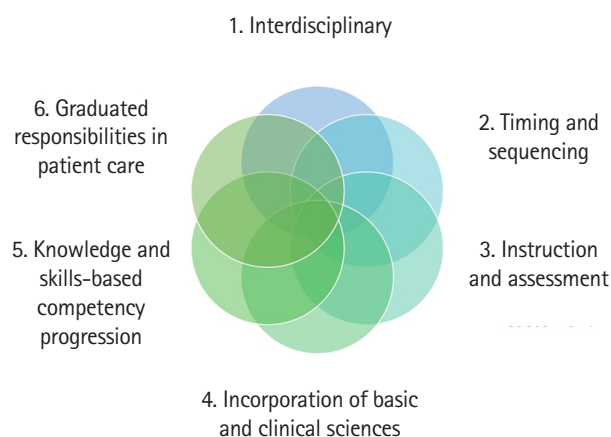 1. Interdisciplinary
2. Timing and
sequencing
3. Instruction
and assessment
4. Incorporation of basic
and clinical sciences
5. Knowledge and
skills-based
competency
progression
6. Graduated
responsibilities in
patient care